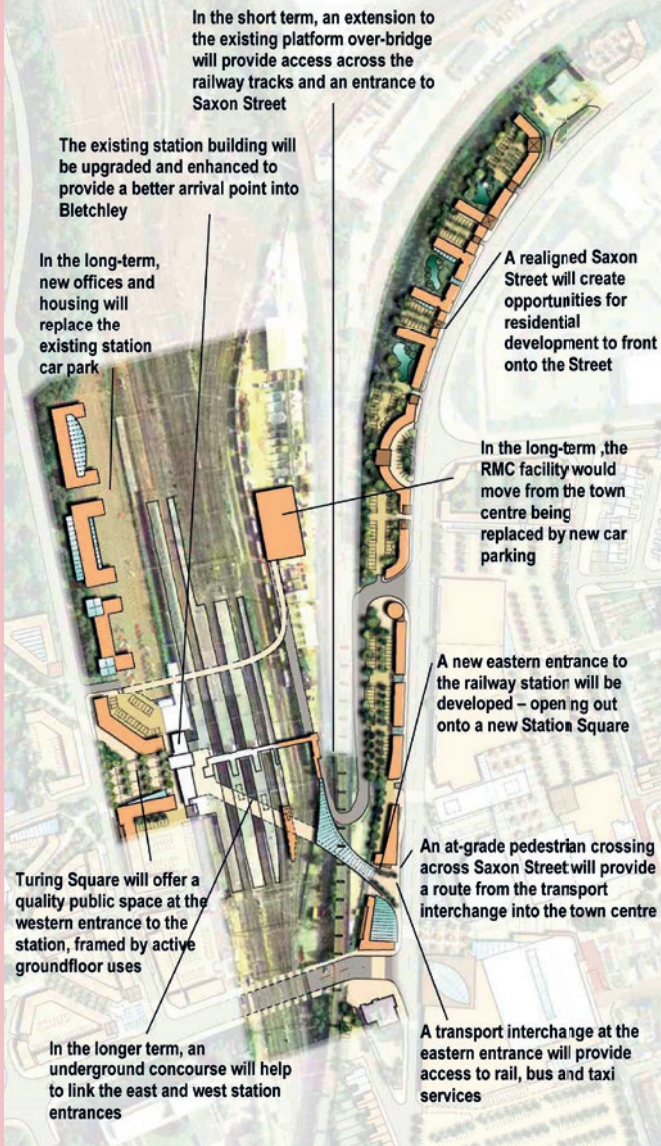 In the short term, an extension to
the existing platform over-bridge
will provide access across the
railway tracks and an entrance to
Saxon Street
The existing station building will
be upgraded and enhanced to
provide a better arrival point into
Bletchley
In the long-term,
new offices and
housing will
replace the
existing station
car park
A realigned Saxon
Street will create
opportunities for
residential
development to front
onto the Street
In the long-term ,the
RMC facility would
move from the town
centre being
replaced by new car
parking
A new eastern entrance to
the railway station will be
developed – opening out
onto a new Station Square
An at-grade pedestrian crossing
across Saxon Street will provide
a route from the transport
interchange into the town centre
Turing Square will offer a
quality public space at the
western entrance to the
station, framed by active
groundfloor uses
In the longer term, an
underground concourse will help
to link the east and west station
entrances
A transport interchange at the
eastern entrance will provide
access to rail, bus and taxi
services